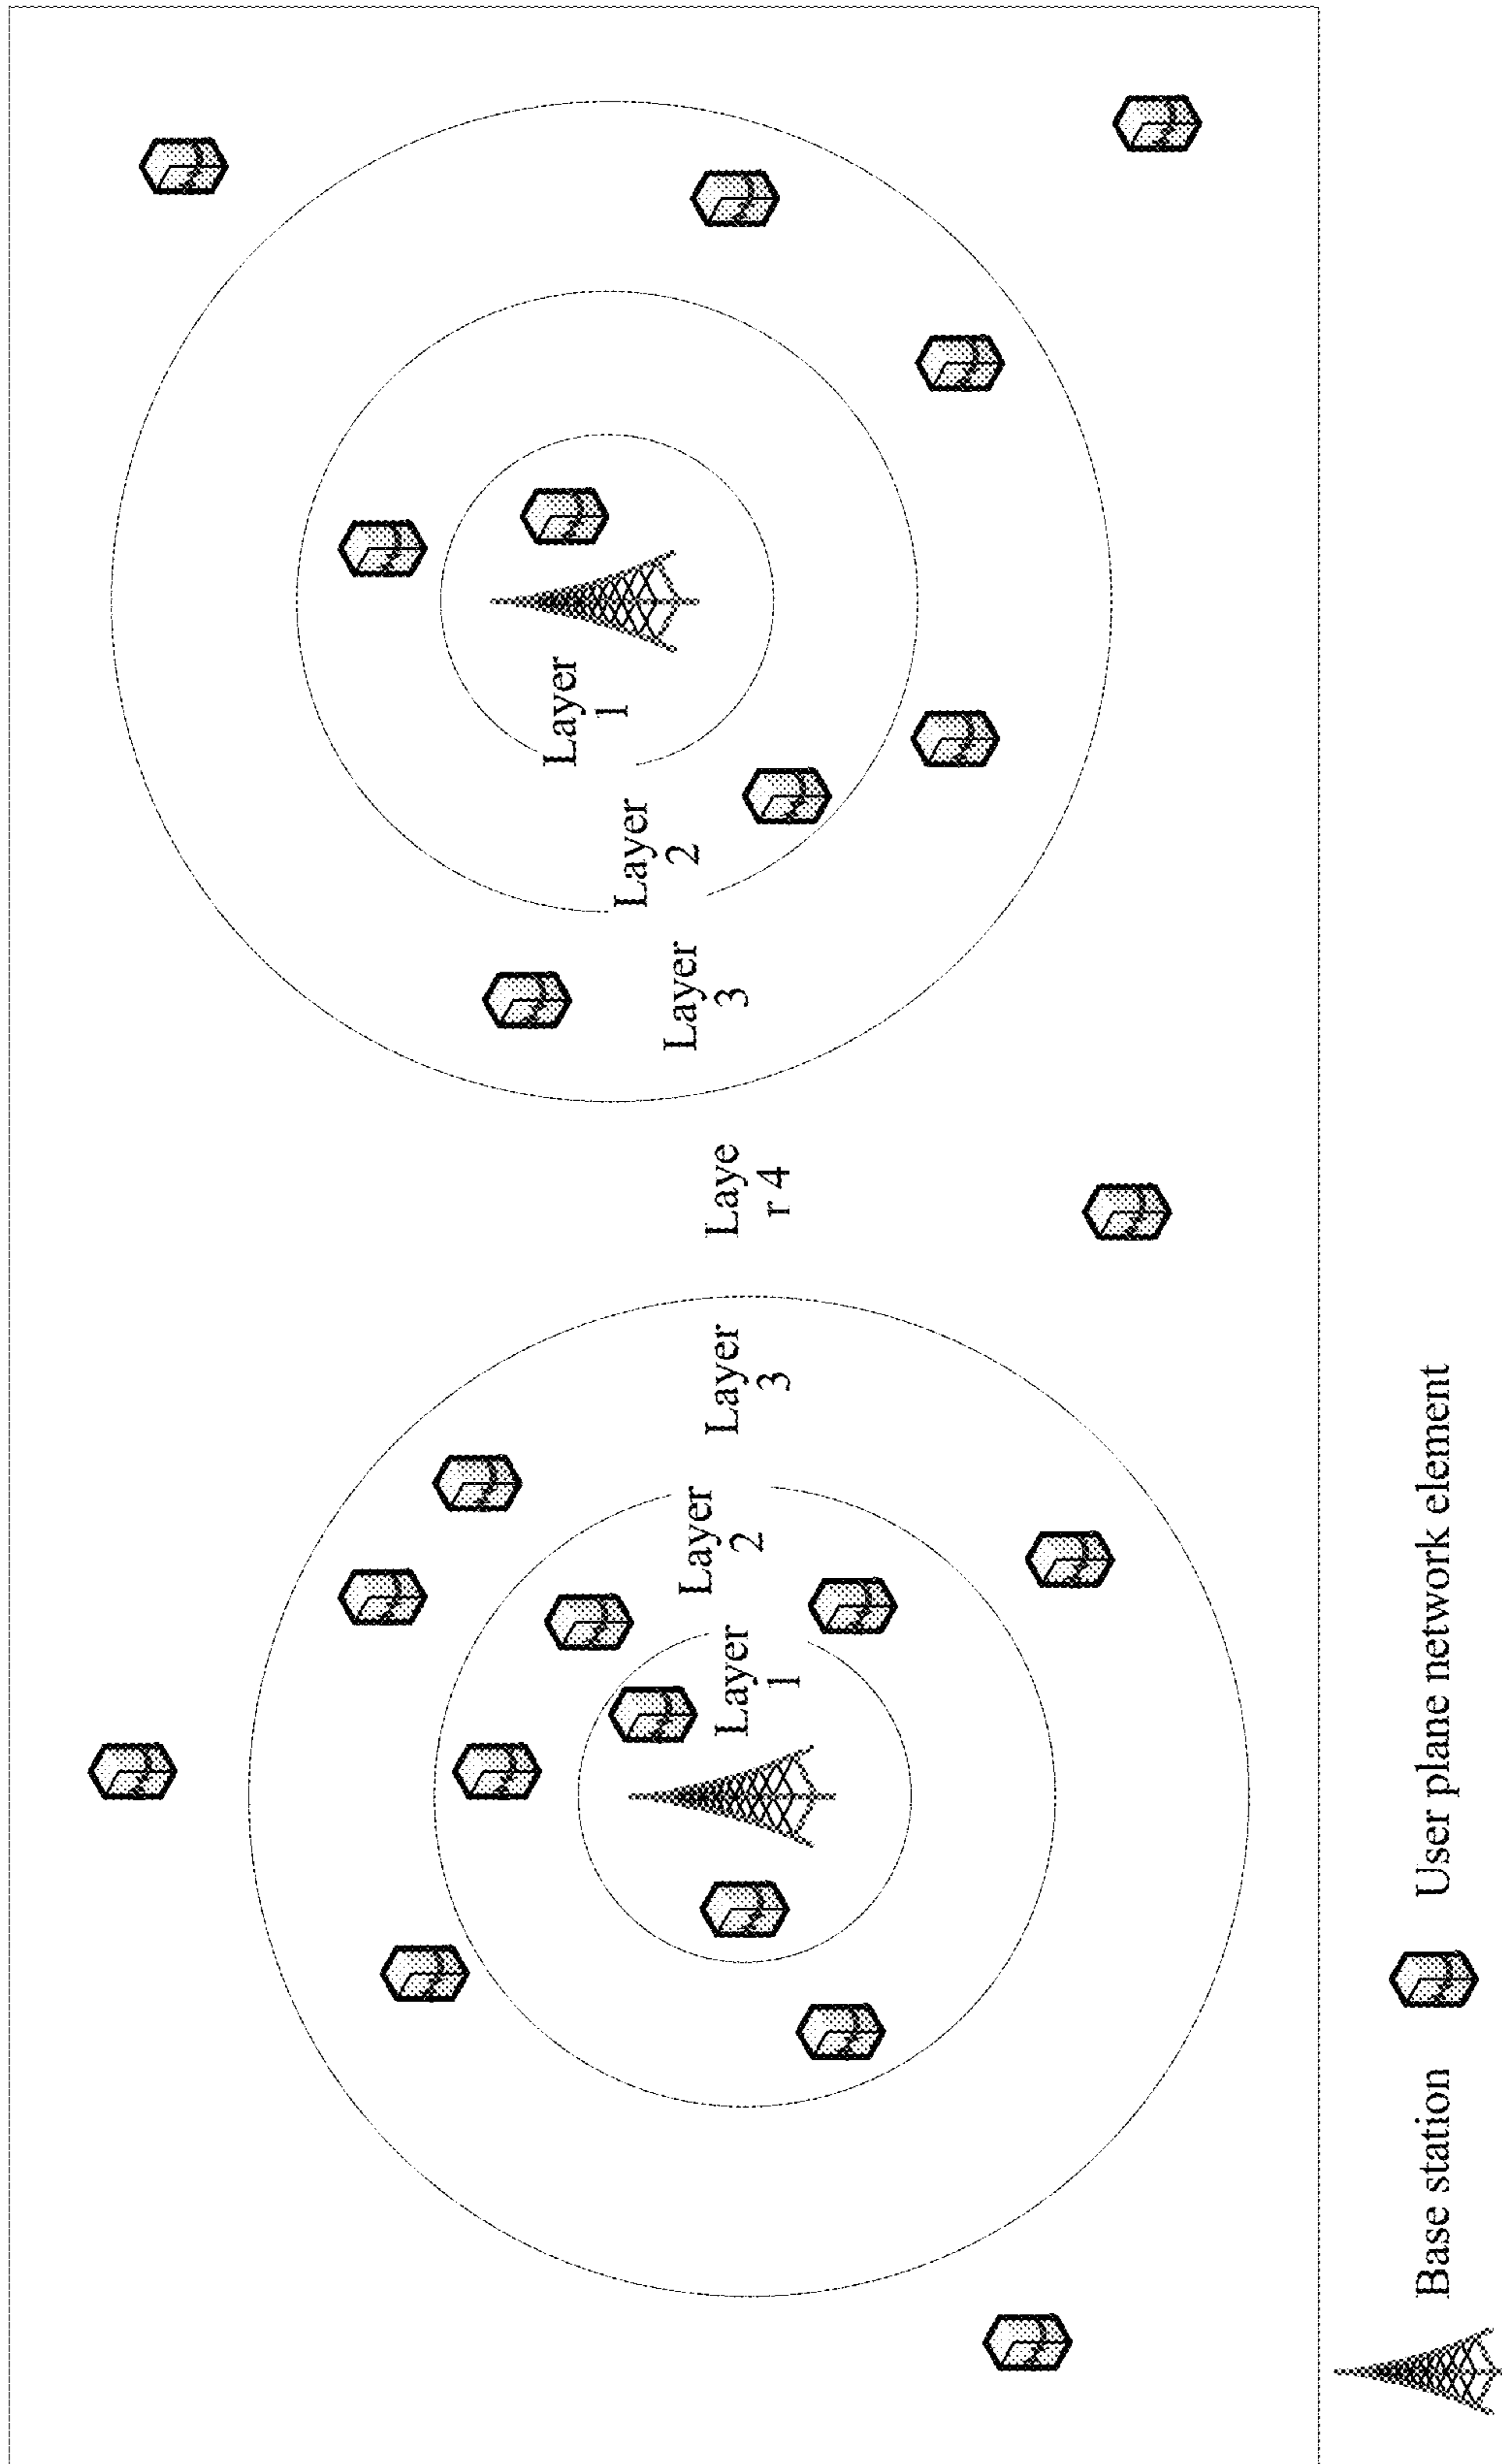 Layer
1
Layer
2
Layer
3
Laye
r 4
Layer
3
Layer
2
Layer
1
Base station
User plane network element